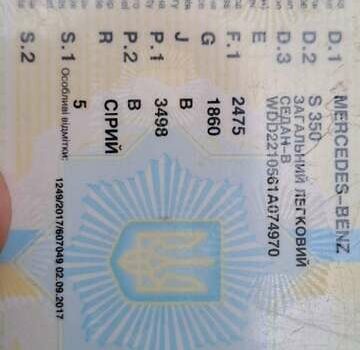 D.1 MERCEDES-BENZ
D.2 S 350
D.3 ЗАГАЛЬНИЙ ЛЕГКОВИЙ
СЕДАН-B
E WDD2210561A074970
F.1 2475
G 1860
J B
P.1 3498
P.2 B
R СІРИЙ
S.1 5
Особливі відмітки:
1249/2017/607049 02.09.2017
S.2